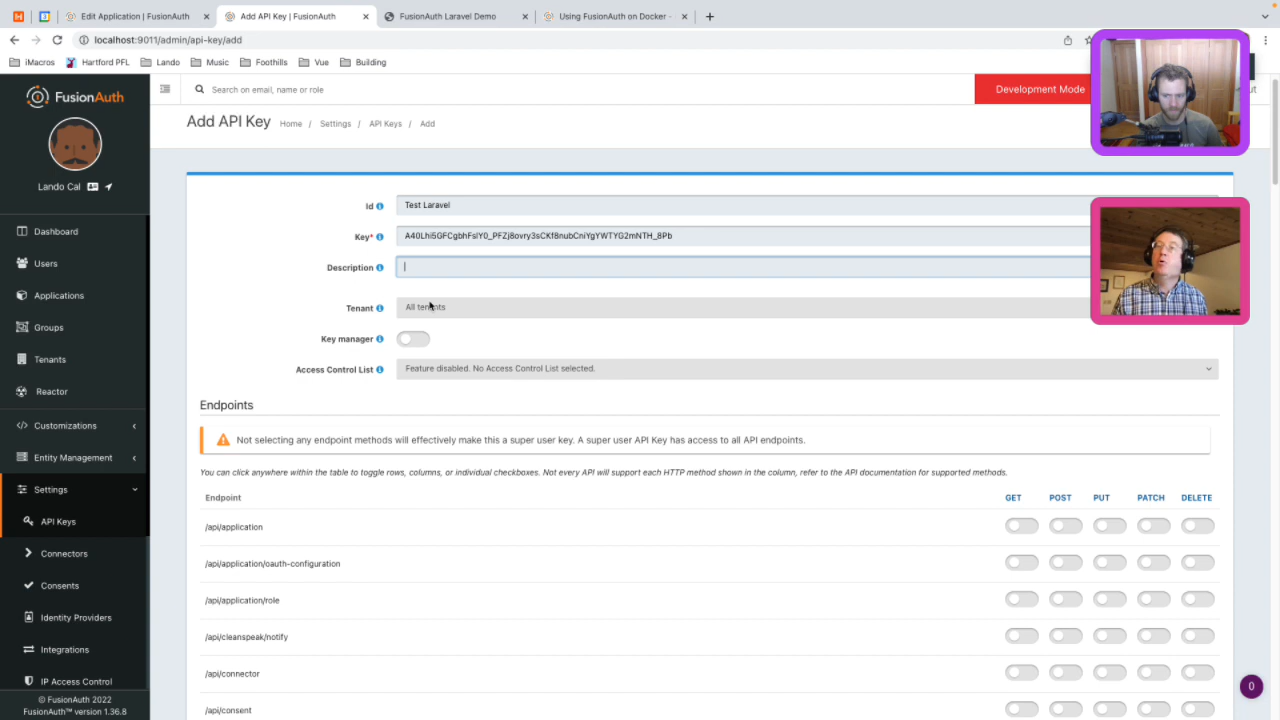 Edit Application | FusionAuth
Add API Key | FusionAuth
FusionAuth Laravel Demo
Using FusionAuth on Docker -
localhost:9011/admin/api-key/add
iMacros
Hartford PFL
Lando
Music
Foothills
Vue
Building
FusionAuth
Search on email, name or role
Development Mode
Add API Key
Home / Settings / API Keys / Add
Lando Cal
Dashboard
Users
Applications
Groups
Tenants
Reactor
Customizations
Entity Management
Settings
API Keys
Connectors
Consents
Identity Providers
Integrations
IP Access Control
© FusionAuth 2022
FusionAuth™ version 1.36.8
Id
Test Laravel
Key*
Description
Tenant
All tenants
Key manager
Access Control List
Feature disabled. No Access Control List selected.
Endpoints
Not selecting any endpoint methods will effectively make this a super user key. A super user API Key has access to all API endpoints.
You can click anywhere within the table to toggle rows, columns, or individual checkboxes. Not every API will support each HTTP method shown in the column, refer to the API documentation for supported methods.
Endpoint GET POST PUT PATCH DELETE
/api/application
/api/application/oauth-configuration
/api/application/role
/api/cleanspeak/notify
/api/connector
/api/consent
0